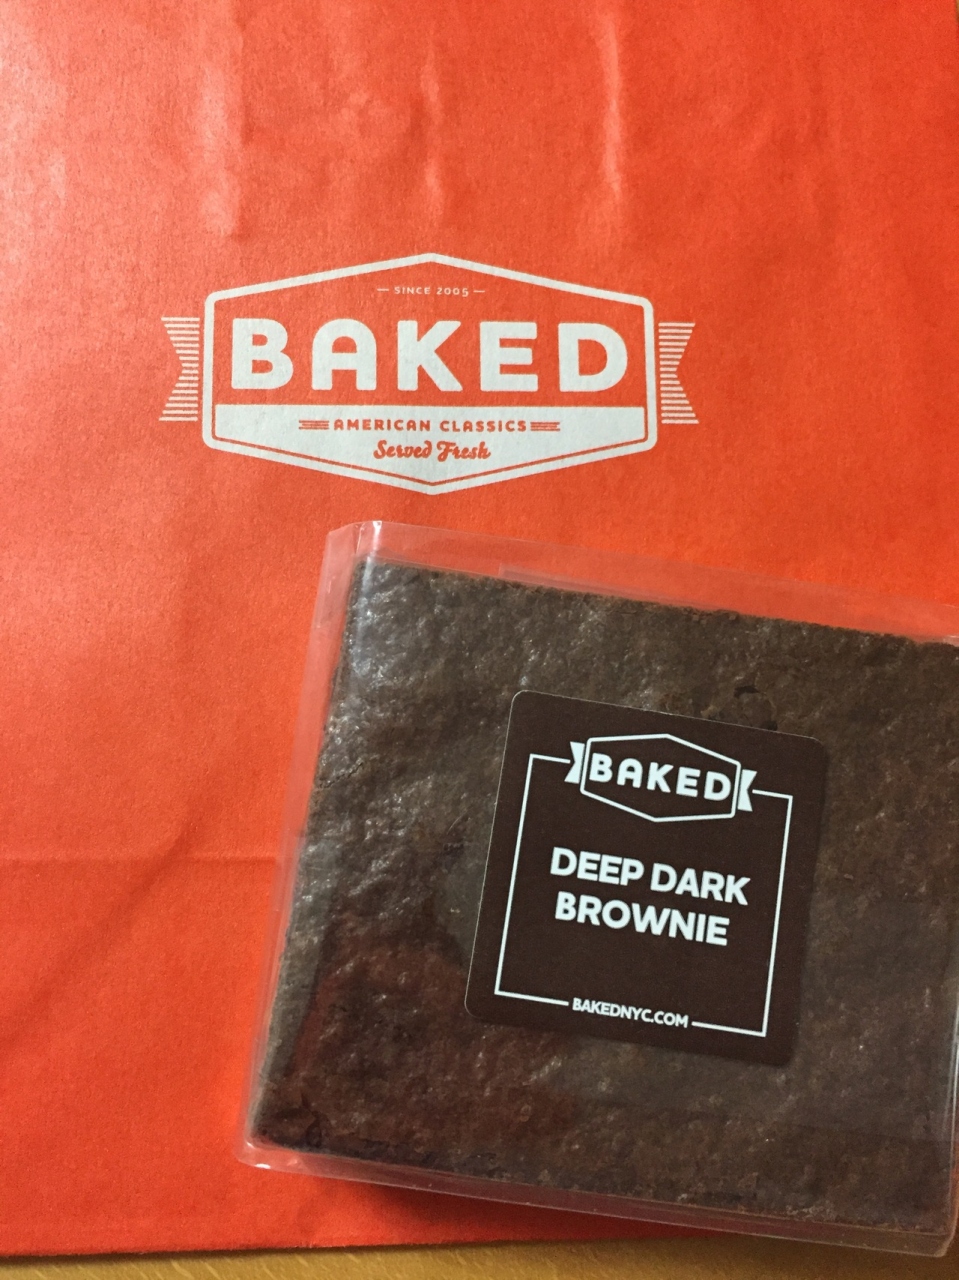 SINCE 2005
BAKED
AMERICAN CLASSICS
Served Fresh
BAKED
DEEP DARK
BROWNIE
BAKEDNYC.COM